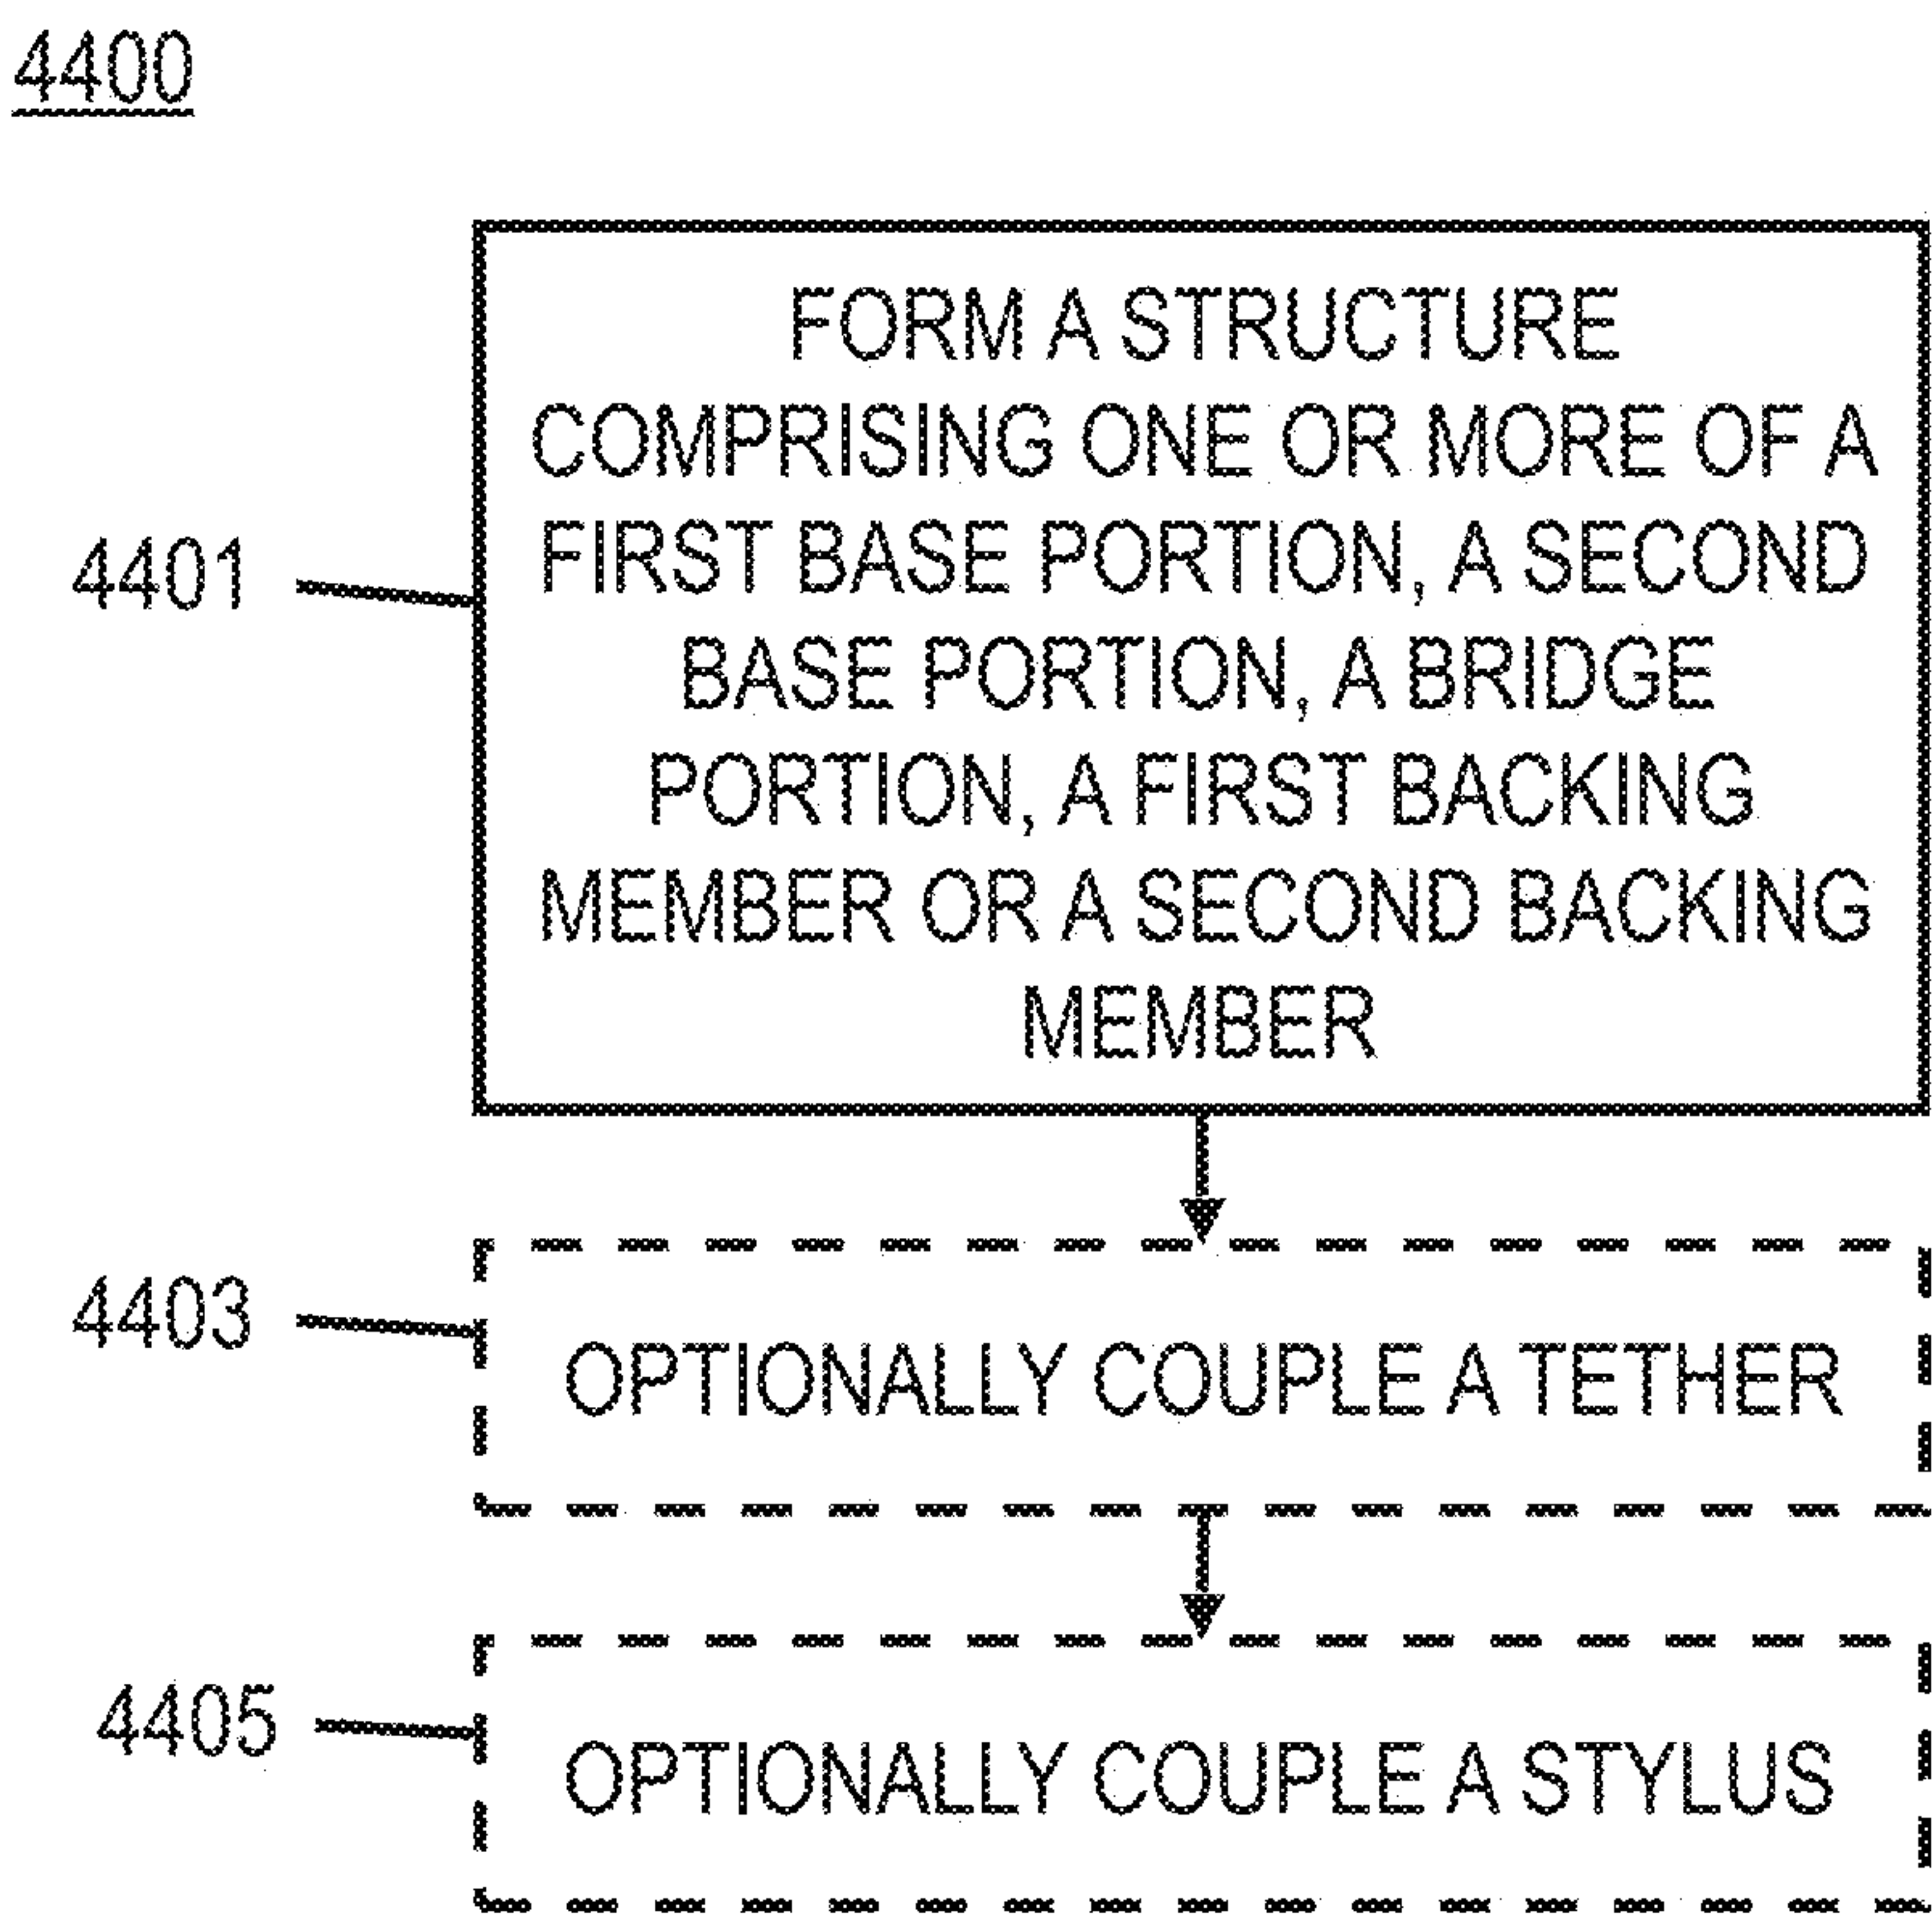 4400
FORM A STRUCTURE
COMPRISING ONE OR MORE OF A
FIRST BASE PORTION, A SECOND
BASE PORTION, A BRIDGE
PORTION, A FIRST BACKING
MEMBER OR A SECOND BACKING
MEMBER
4401
4403
OPTIONALLY COUPLE A TETHER
4405
OPTIONALLY COUPLE A STYLUS